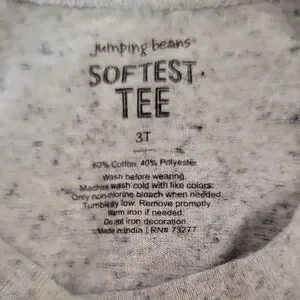 jumping beans®
SOFTEST.
TEE
3T
60% Cotton, 40% Polyester
Wash before wearing.
Machine wash cold with like colors.
Only non-chlorine bleach when needed.
Tumble dry low. Remove promptly.
Warm iron if needed.
Do not iron decoration.
Made in India | RN# 73277